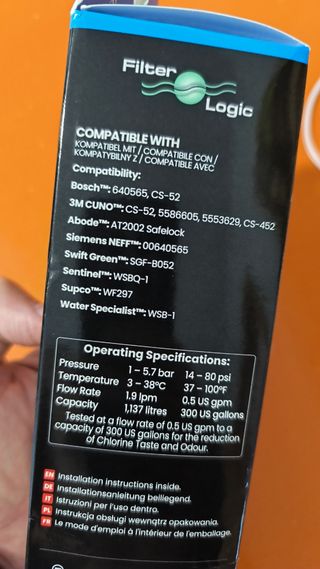 Filter
Logic
COMPATIBLE WITH
KOMPATIBEL MIT / COMPATIBILE CON /
KOMPATYBILNY Z / COMPATIBLE AVEC
Compatibility:
Bosch™: 640565, CS-52
3M CUNO™: CS-52, 5586605, 5553629, CS-452
Abode™: AT2002 Safelock
Siemens NEFF™: 00640565
Swift Green™: SGF-B052
Sentinel™: WSBQ-1
Supco™: WF297
Water Specialist™: WSB-1
Operating Specifications:
Pressure 1 – 5.7 bar 14 – 80 psi
Temperature 3 – 38°C 37 – 100°F
Flow Rate 1.9 lpm 0.5 US gpm
Capacity 1,137 litres 300 US gallons
Tested at a flow rate of 0.5 US gpm to a
capacity of 300 US gallons for the reduction
of Chlorine Taste and Odour.
EN Installation instructions inside.
DE Installationsanleitung beiliegend.
IT Istruzioni per l'uso dentro.
PL Instrukcja obsługi wewnątrz opakowania.
FR Le mode d'emploi à l'intérieur de l'emballage.